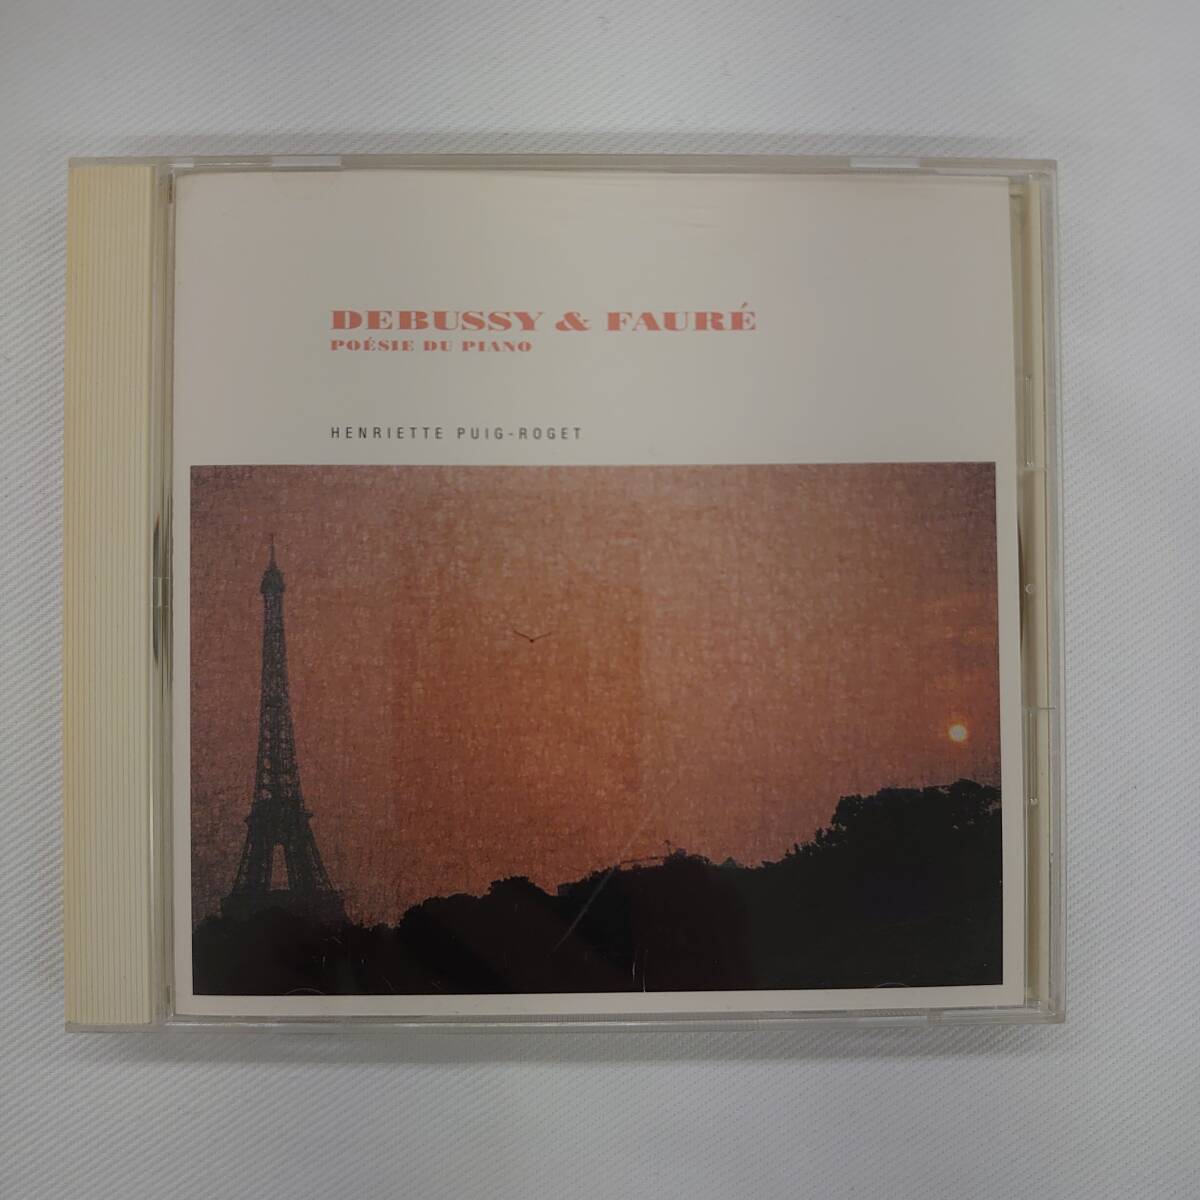 DEBUSSY & FAURÉ
POÉSIE DU PIANO
HENRIETTE PUIG-ROGET